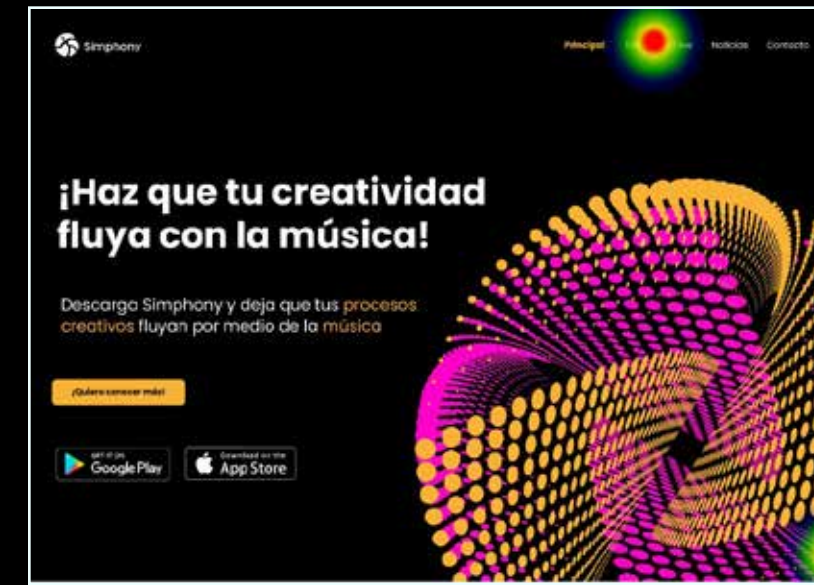 Simphony
Principal
Noticias
Contacto
¡Haz que tu creatividad
fluya con la música!
Descarga Simphony y deja que tus procesos
creativos fluyan por medio de la música
¡Quiero conocer más!
GET IT ON
Google Play
Download on the
App Store